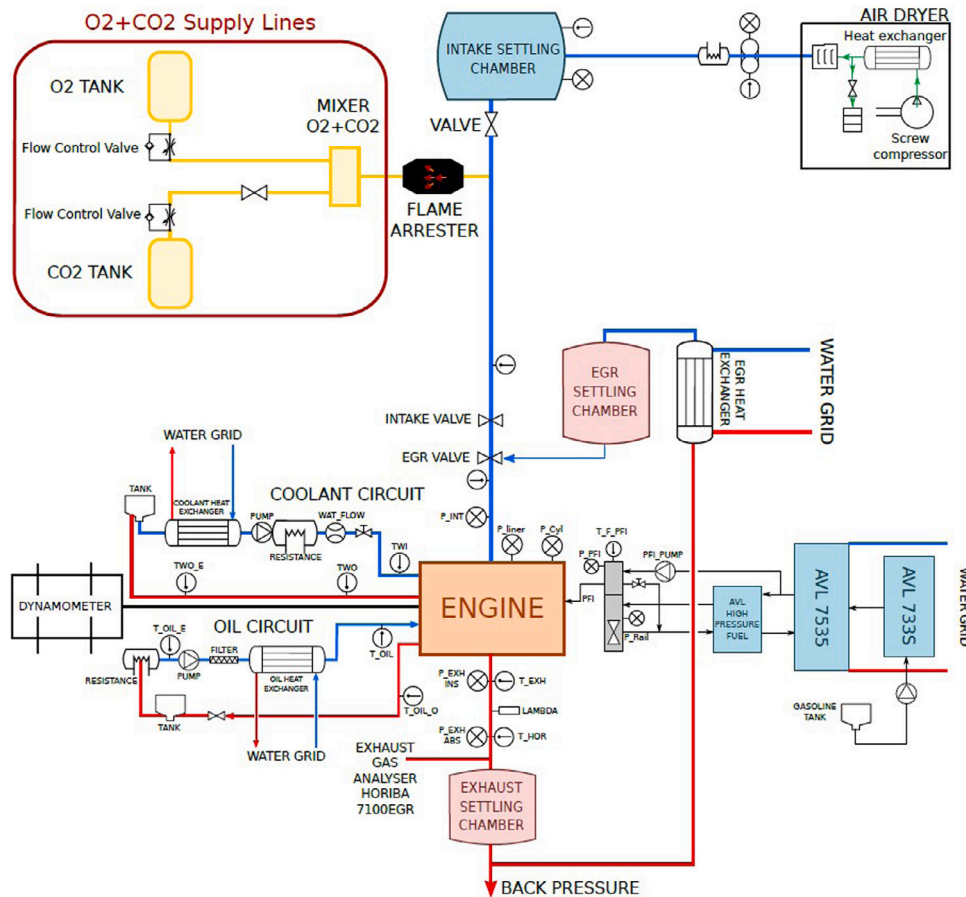 O2+CO2 Supply Lines
O2 TANK
MIXER
O2+CO2
Flow Control Valve
Flow Control Valve
CO2 TANK
FLAME
ARRESTER
INTAKE SETTLING
CHAMBER
VALVE
AIR DRYER
Heat exchanger
Screw
compressor
EGR
SETTLING
CHAMBER
EGR HEAT
EXCHANGER
WATER GRID
INTAKE VALVE
EGR VALVE
P_INT
WATER GRID
TANK
COOLANT HEAT
EXCHANGER
COOLANT CIRCUIT
PUMP
WAT_FLOW
RESISTANCE
TWI
TWO_E
TWO
DYNAMOMETER
ENGINE
P_liner
P_Cyl
T_F_PFI
P_PFI
PFI_PUMP
PFI
P_Rail
AVL
HIGH
PRESSURE
FUEL
AVL 7535
AVL 733S
WATER GRID
GASOLINE
TANK
OIL CIRCUIT
T_OIL_E
FILTER
RESISTANCE
PUMP
OIL HEAT
EXCHANGER
T_OIL
TANK
T_OIL_O
WATER GRID
P_EXH
INS
T_EXH
LAMBDA
P_EXH
ABS
T_HOR
EXHAUST
GAS
ANALYSER
HORIBA
7100EGR
EXHAUST
SETTLING
CHAMBER
BACK PRESSURE